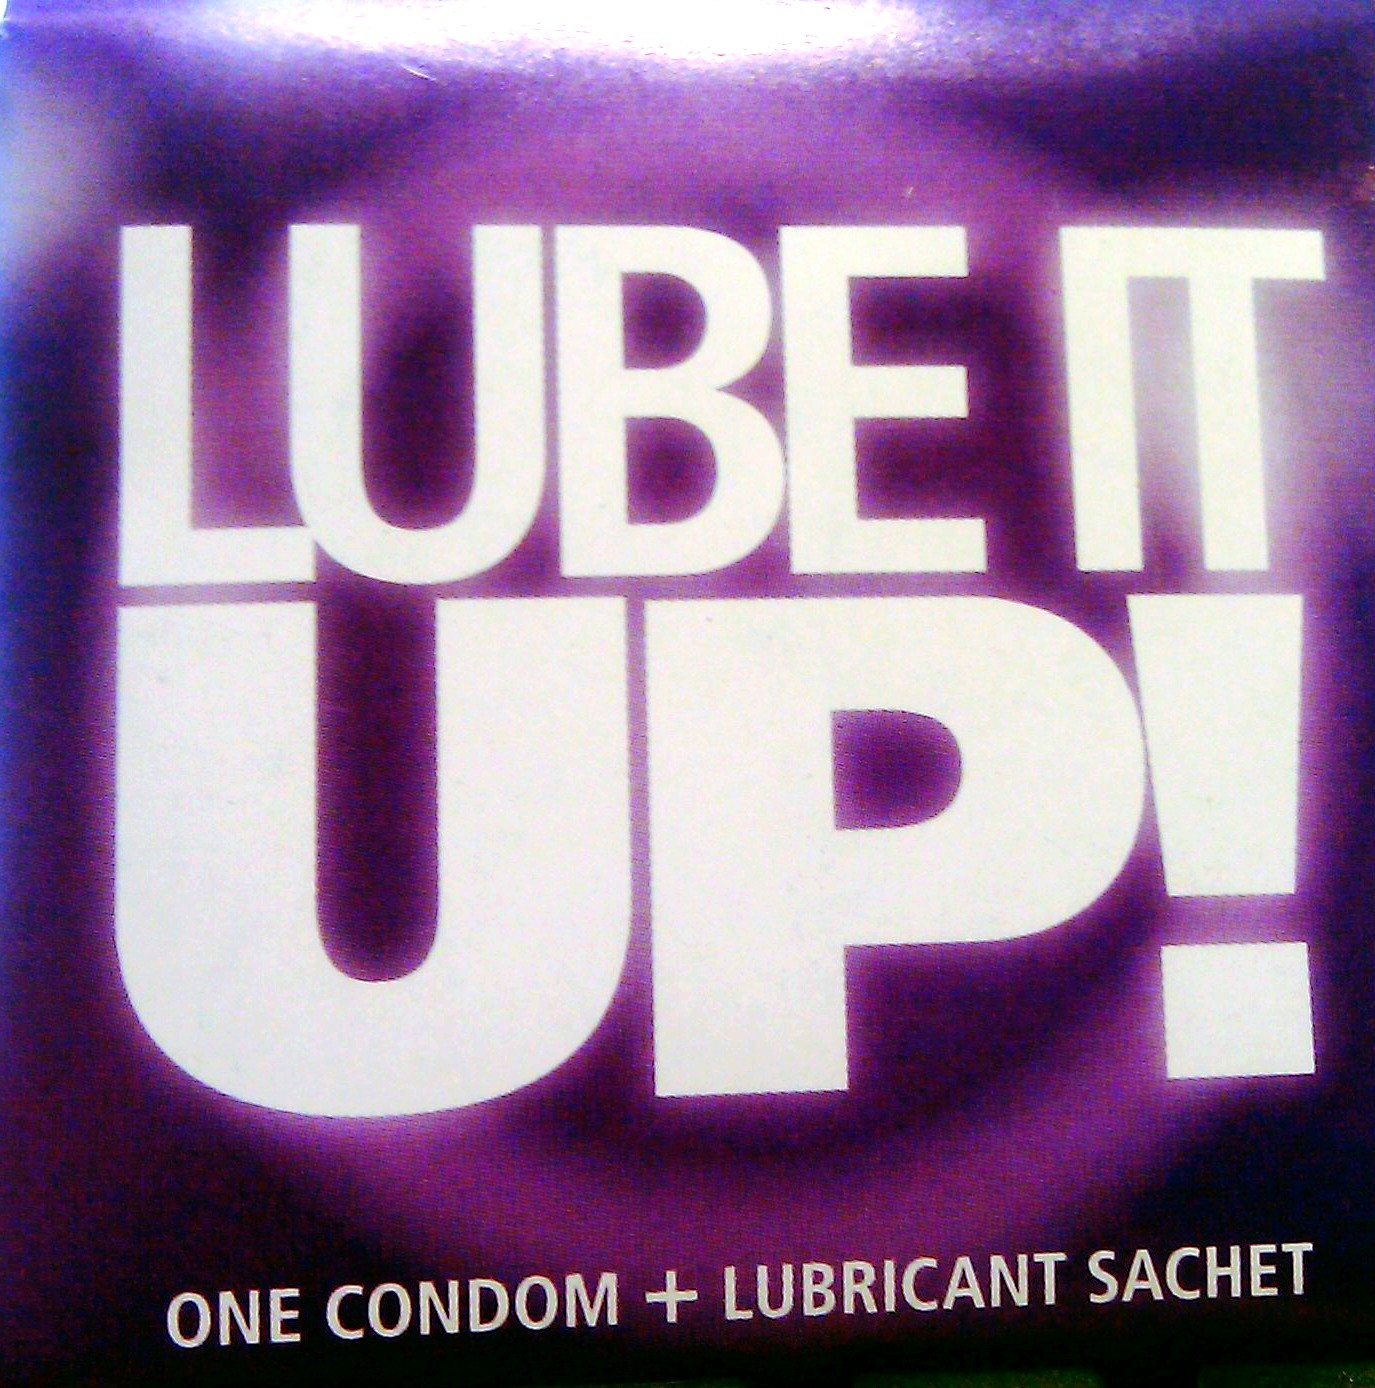 LUBE IT
UP!
ONE CONDOM + LUBRICANT SACHET